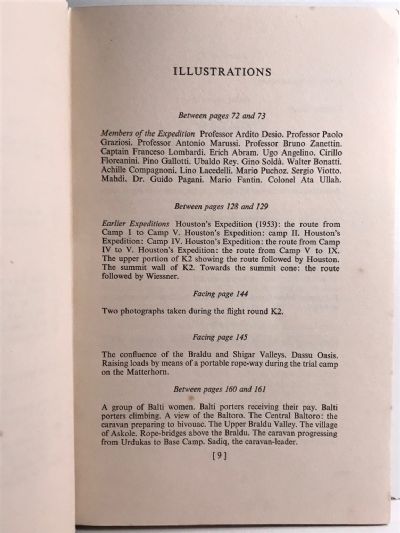 ILLUSTRATIONS
Between pages 72 and 73
Members of the Expedition Professor Ardito Desio. Professor Paolo
Graziosi. Professor Antonio Marussi. Professor Bruno Zanettin.
Captain Franceso Lombardi. Erich Abram. Ugo Angelino. Cirillo
Floreanini. Pino Gallotti. Ubaldo Rey. Gino Soldà. Walter Bonatti.
Achille Compagnoni. Lino Lacedelli. Mario Puchoz. Sergio Viotto.
Mahdi. Dr. Guido Pagani. Mario Fantin. Colonel Ata Ullah.
Between pages 128 and 129
Earlier Expeditions Houston's Expedition (1953): the route from
Camp I to Camp V. Houston's Expedition: camp II. Houston's
Expedition: Camp IV. Houston's Expedition: the route from Camp
IV to V. Houston's Expedition: the route from Camp V to IX.
The upper portion of K2 showing the route followed by Houston.
The summit wall of K2. Towards the summit cone: the route
followed by Wiessner.
Facing page 144
Two photographs taken during the flight round K2.
Facing page 145
The confluence of the Braldu and Shigar Valleys. Dassu Oasis.
Raising loads by means of a portable rope-way during the trial camp
on the Matterhorn.
Between pages 160 and 161
A group of Balti women. Balti porters receiving their pay. Balti
porters climbing. A view of the Baltoro. The Central Baltoro: the
caravan preparing to bivouac. The Upper Braldu Valley. The village
of Askole. Rope-bridges above the Braldu. The caravan progressing
from Urdukas to Base Camp. Sadiq, the caravan-leader.
[ 9 ]